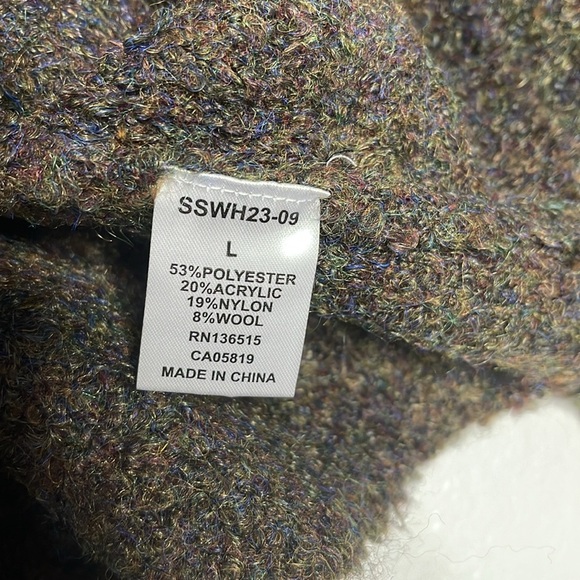 SSWH23-09
L
53%POLYESTER
20%ACRYLIC
19%NYLON
8%WOOL
RN136515
CA05819
MADE IN CHINA